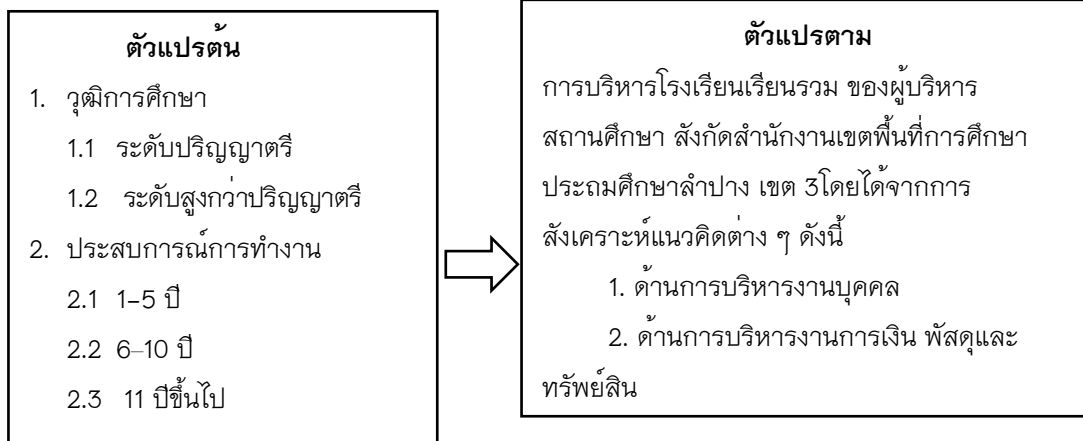 ตัวแปรต้น
1. วุฒิการศึกษา
1.1 ระดับปริญญาตรี
1.2 ระดับสูงกว่าปริญญาตรี
2. ประสบการณ์การทำงาน
2.1 1–5 ปี
2.2 6–10 ปี
2.3 11 ปีขึ้นไป
ตัวแปรตาม
การบริหารโรงเรียนเรียนรวม ของผู้บริหาร
สถานศึกษา สังกัดสำนักงานเขตพื้นที่การศึกษา
ประถมศึกษาลำปาง เขต 3โดยได้จากการ
สังเคราะห์แนวคิดต่าง ๆ ดังนี้
1. ด้านการบริหารงานบุคคล
2. ด้านการบริหารงานการเงิน พัสดุและ
ทรัพย์สิน